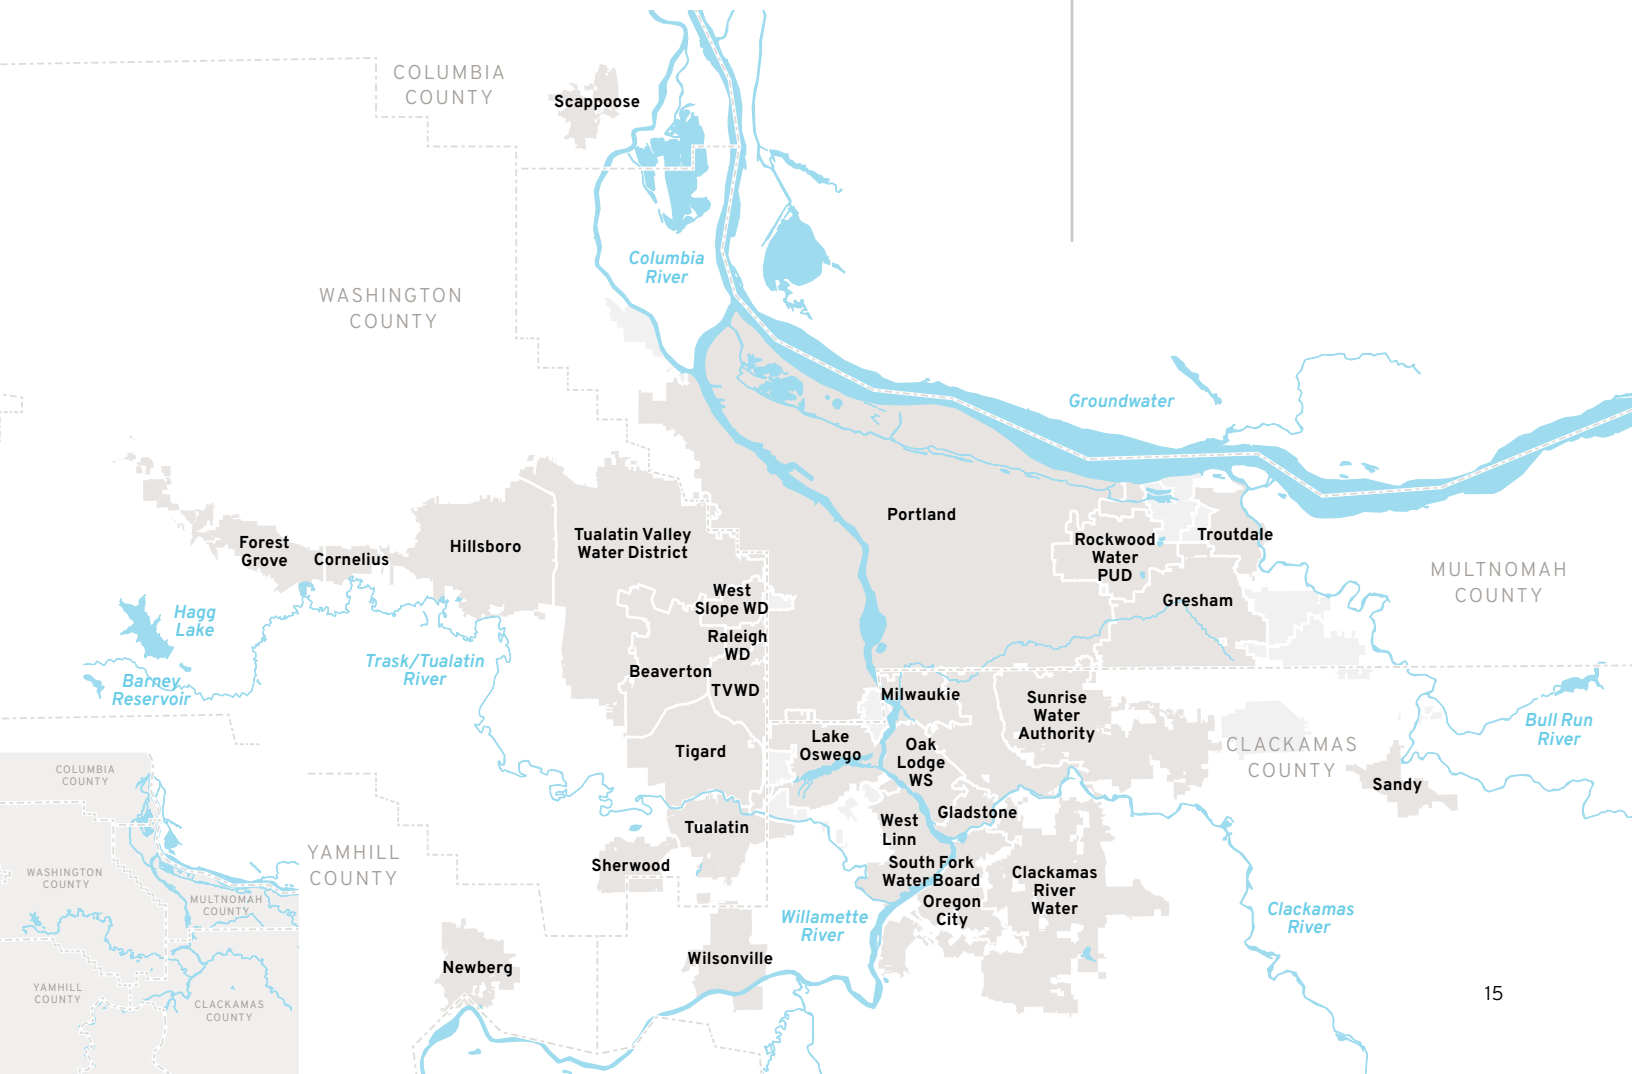 COLUMBIA
COUNTY
Scappoose
Columbia
River
WASHINGTON
COUNTY
Groundwater
Portland
Forest
Grove
Cornelius
Hillsboro
Tualatin Valley
Water District
Rockwood
Water
PUD
Troutdale
MULTNOMAH
COUNTY
West
Slope WD
Gresham
Hagg
Lake
Raleigh
WD
Trask/Tualatin
River
Beaverton
TVWD
Barney
Reservoir
Milwaukie
Sunrise
Water
Authority
Bull Run
River
Tigard
Lake
Oswego
Oak
Lodge
WS
CLACKAMAS
COUNTY
Sandy
Gladstone
Tualatin
West
Linn
Sherwood
South Fork
Water Board
Clackamas
River
Water
Oregon
City
YAMHILL
COUNTY
Willamette
River
Clackamas
River
Newberg
Wilsonville
COLUMBIA
COUNTY
WASHINGTON
COUNTY
MULTNOMAH
COUNTY
YAMHILL
COUNTY
CLACKAMAS
COUNTY
15